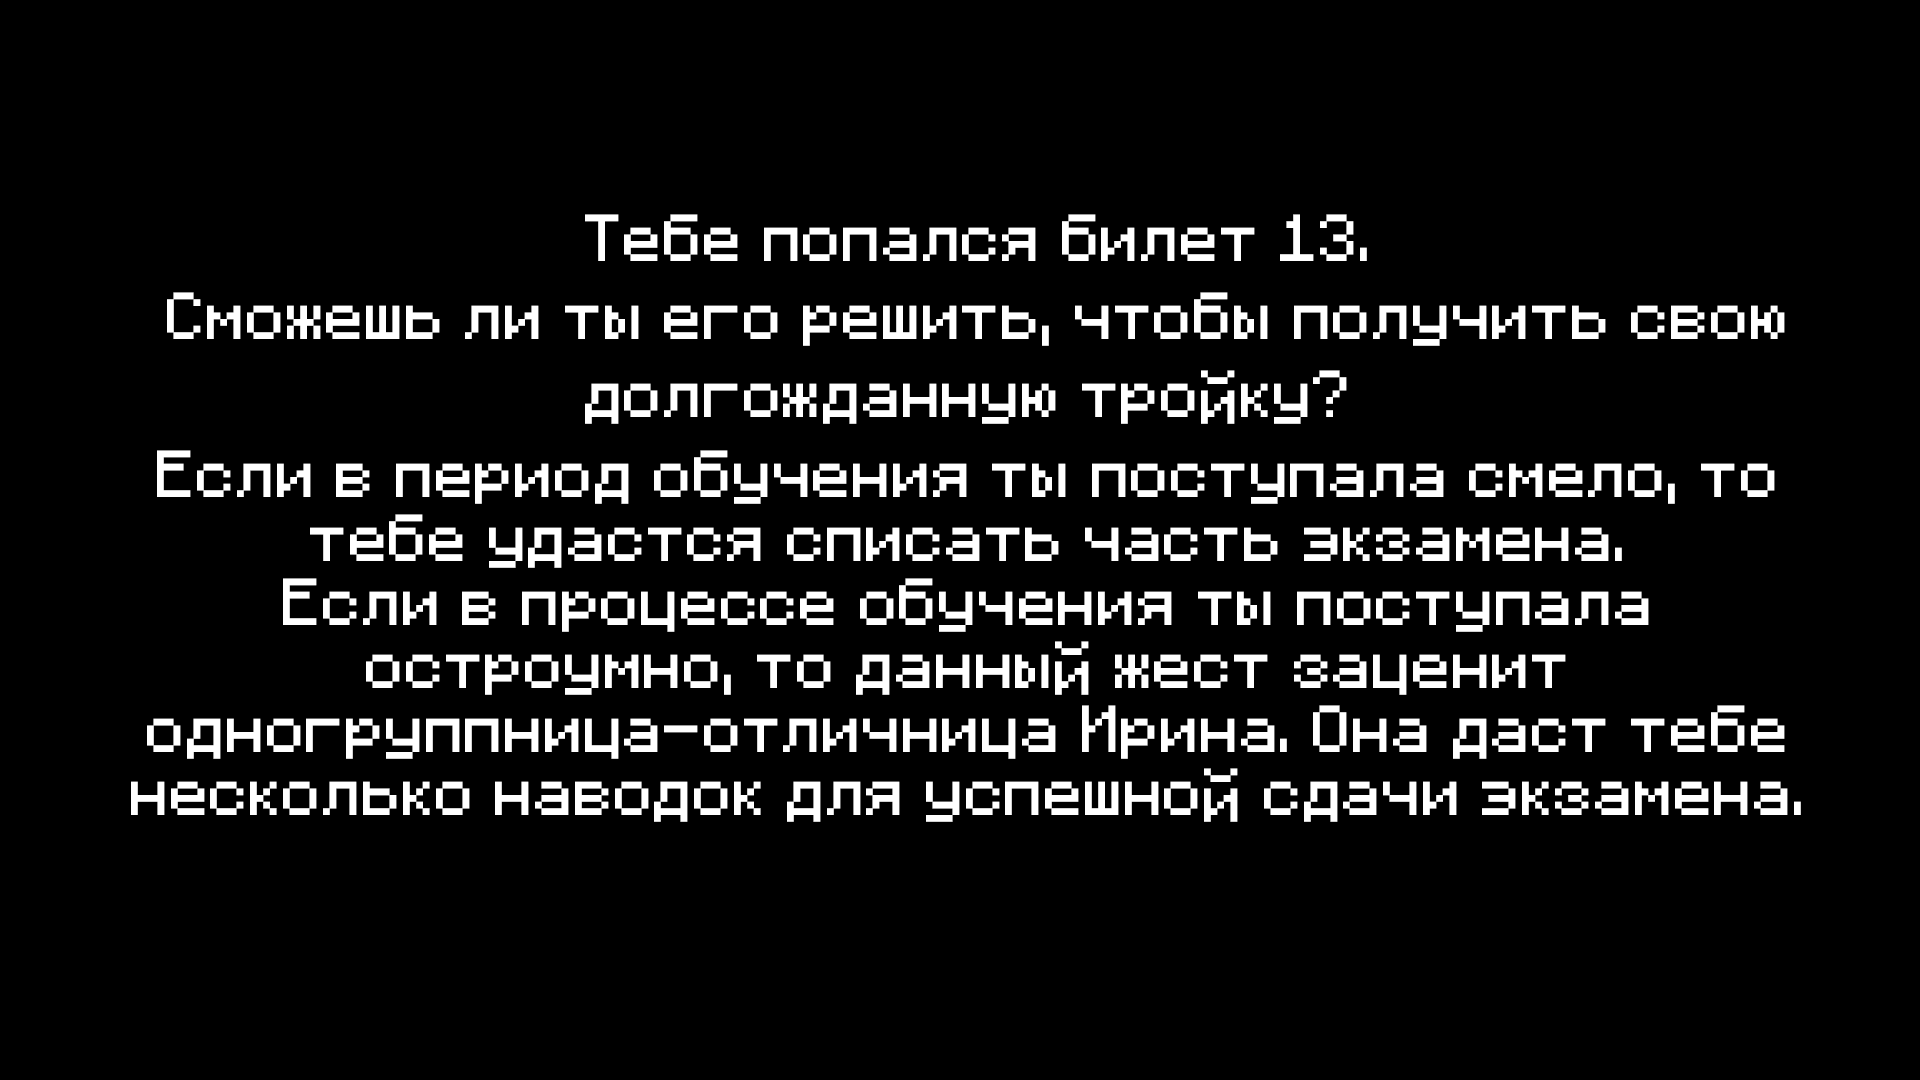 Тебе попался билет 13.
Сможешь ли ты его решить, чтобы получить свою
долгожданную тройку?
Если в период обучения ты поступала смело, то
тебе удастся списать часть экзамена.
Если в процессе обучения ты поступала
остроумно, то данный жест заценит
одногруппница-отличница Ирина. Она даст тебе
несколько наводок для успешной сдачи экзамена.